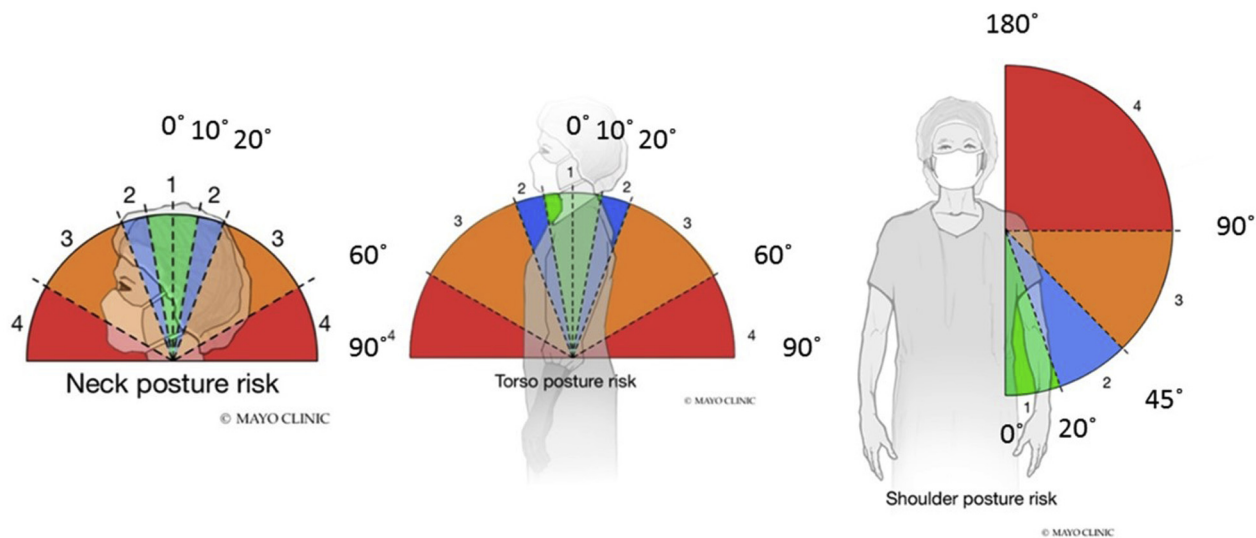 0˚ 10˚ 20˚
2 1 2
3 3
60˚
4 4
90˚
Neck posture risk
© MAYO CLINIC
0˚ 10˚ 20˚
1
2 2
3 3
60˚
4 4
90˚
Torso posture risk
© MAYO CLINIC
180˚
4
90˚
3
2
45˚
1
0˚ 20˚
Shoulder posture risk
© MAYO CLINIC